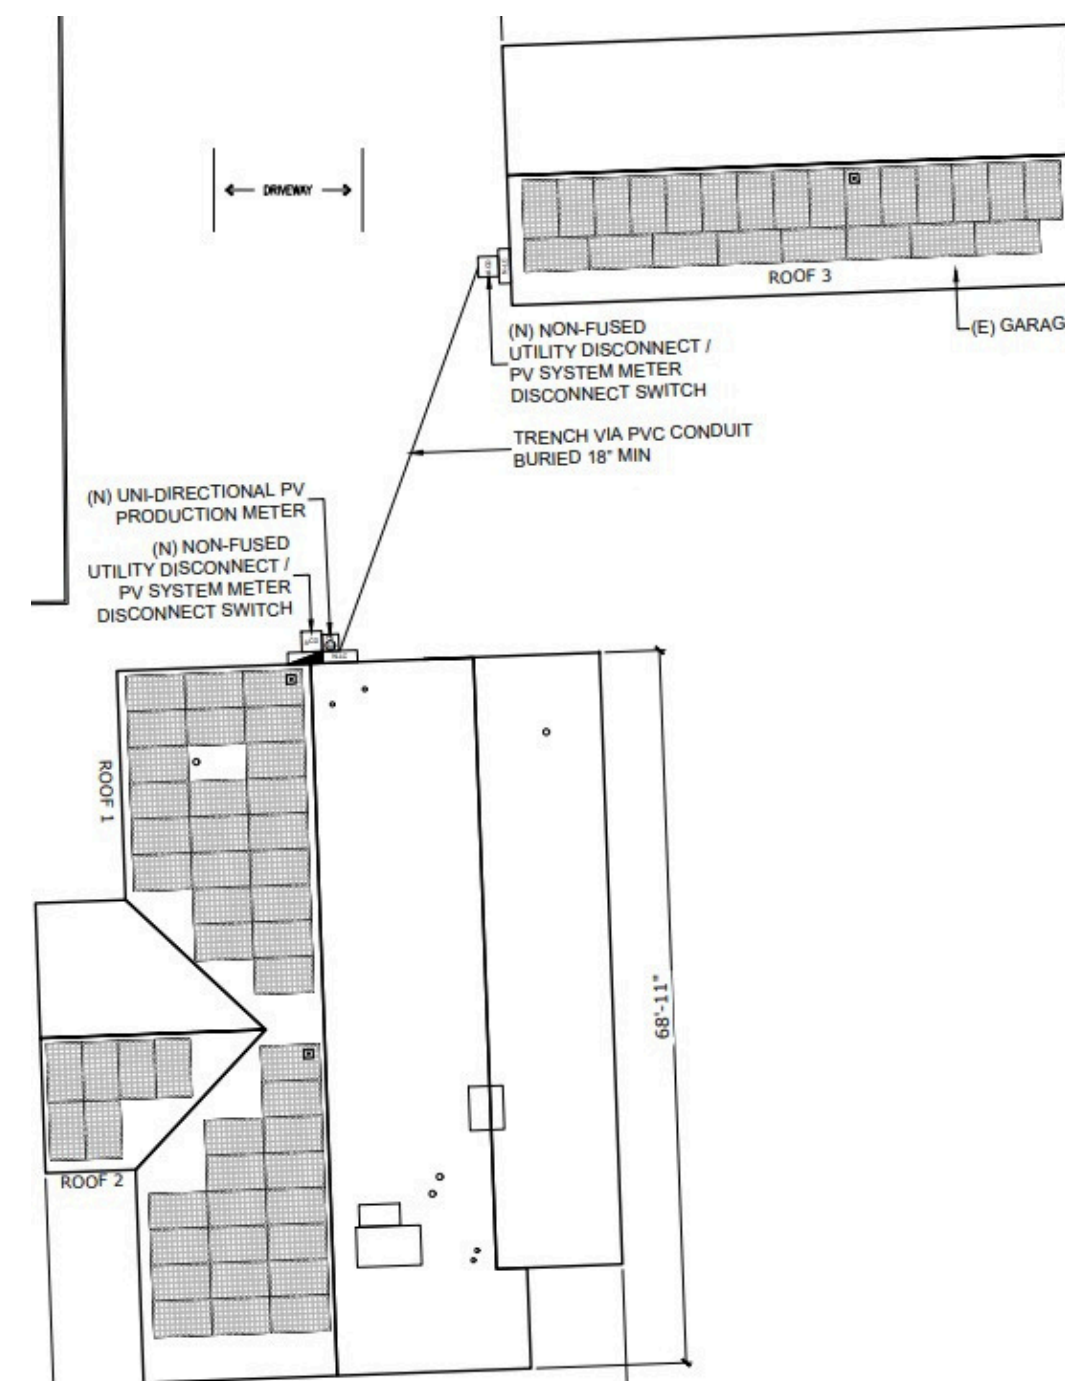 DRIVEWAY
ROOF 3
(E) GARAG
(N) NON-FUSED
UTILITY DISCONNECT /
PV SYSTEM METER
DISCONNECT SWITCH
TRENCH VIA PVC CONDUIT
BURIED 18" MIN
(N) UNI-DIRECTIONAL PV
PRODUCTION METER
(N) NON-FUSED
UTILITY DISCONNECT /
PV SYSTEM METER
DISCONNECT SWITCH
ROOF 1
68'-11"
ROOF 2